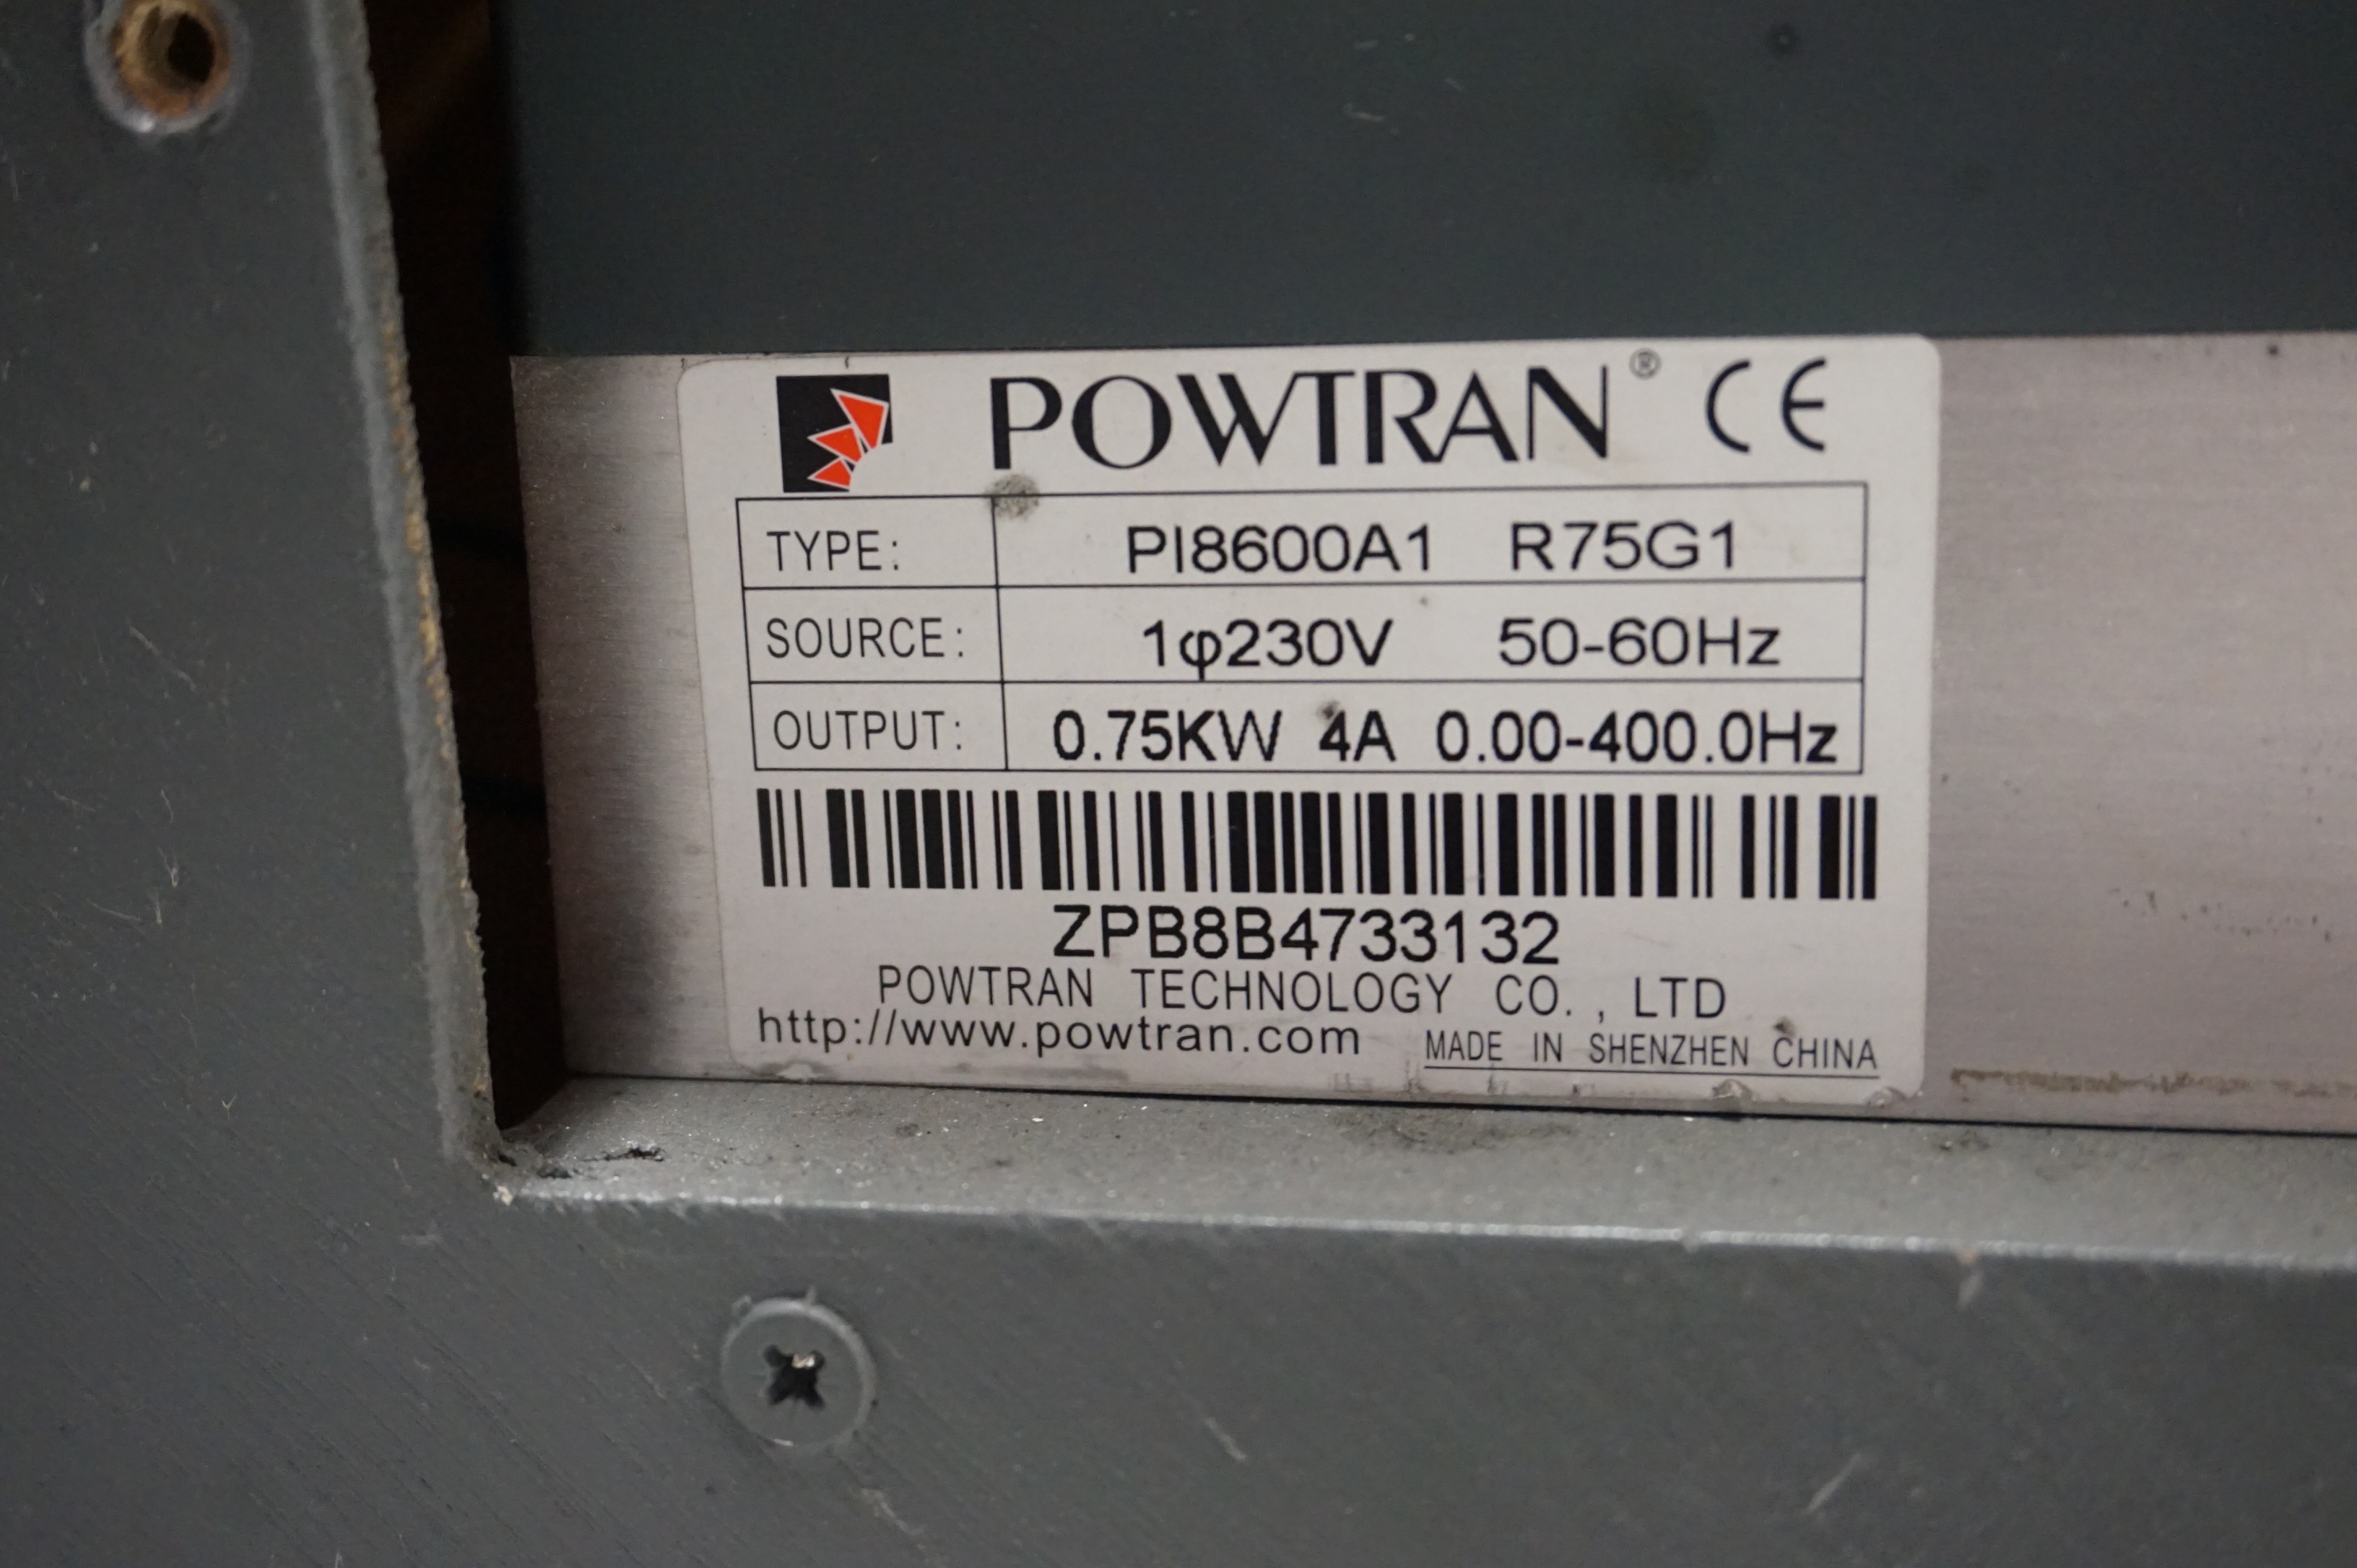 POWTRAN® CE
TYPE: PI8600A1 R75G1
SOURCE: 1φ230V 50-60Hz
OUTPUT: 0.75KW 4A 0.00-400.0Hz
ZPB8B4733132
POWTRAN TECHNOLOGY CO., LTD
http://www.powtran.com MADE IN SHENZHEN CHINA